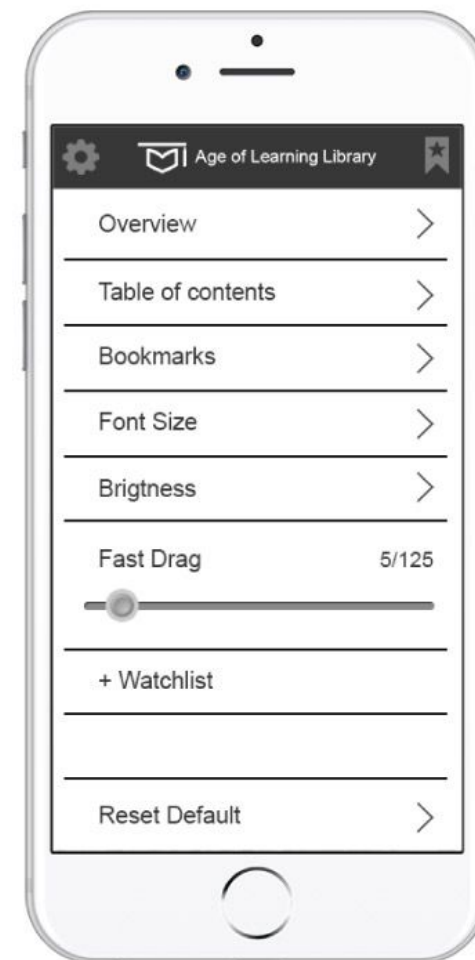 Age of Learning Library
Overview
Table of contents
Bookmarks
Font Size
Brigtness
Fast Drag 5/125
+ Watchlist
Reset Default